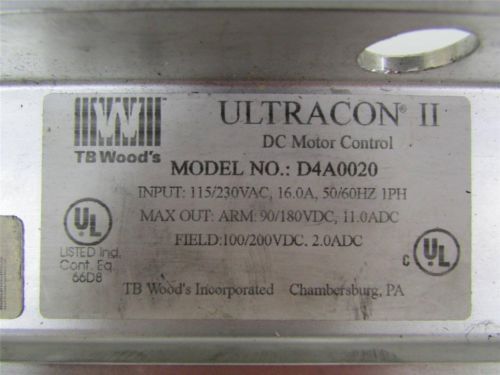 ULTRACON® II
TB Wood's
DC Motor Control
MODEL NO.: D4A0020
INPUT: 115/230VAC, 16.0A, 50/60HZ 1PH
MAX OUT: ARM: 90/180VDC, 11.0ADC
FIELD:100/200VDC, 2.0ADC
UL
LISTED Ind.
Cont. Eq.
66D8
c UL
TB Wood's Incorporated Chambersburg, PA